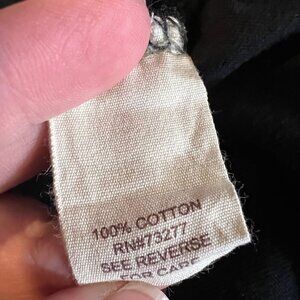 100% COTTON
RN#73277
SEE REVERSE
FOR CARE